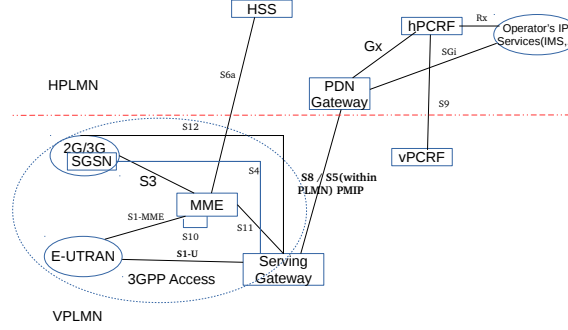 HSS
hPCRF
Rx
Operator's IP
Services(IMS,
Gx
SGi
S6a
HPLMN
PDN
Gateway
S9
S12
2G/3G
SGSN
vPCRF
S3
S4
S8 / S5(within
PLMN) PMIP
MME
S1-MME
S10
S11
E-UTRAN
S1-U
Serving
Gateway
3GPP Access
VPLMN